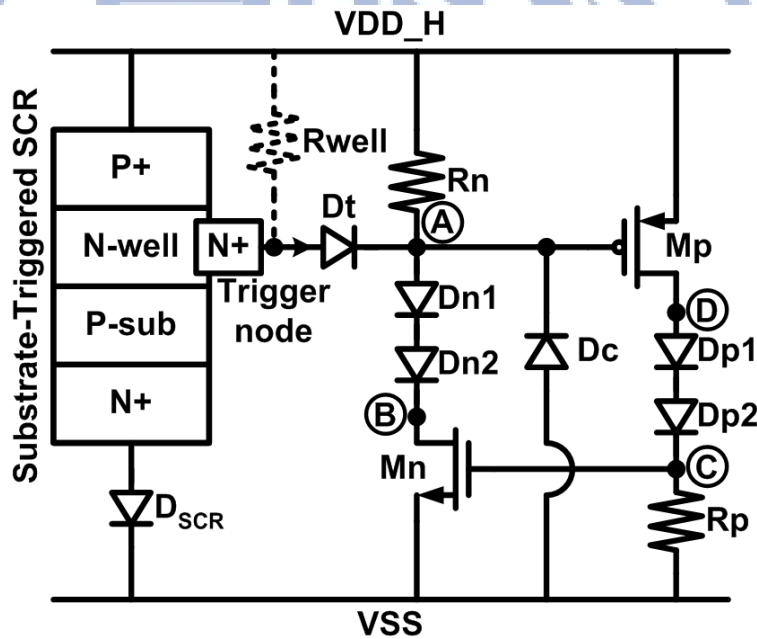 VDD_H
Substrate-Triggered SCR
P+
N-well
N+
P-sub
N+
Trigger
node
D_SCR
Rwell
Dt
Rn
A
Dn1
Dn2
B
Mn
Dc
Mp
D
Dp1
Dp2
C
Rp
VSS